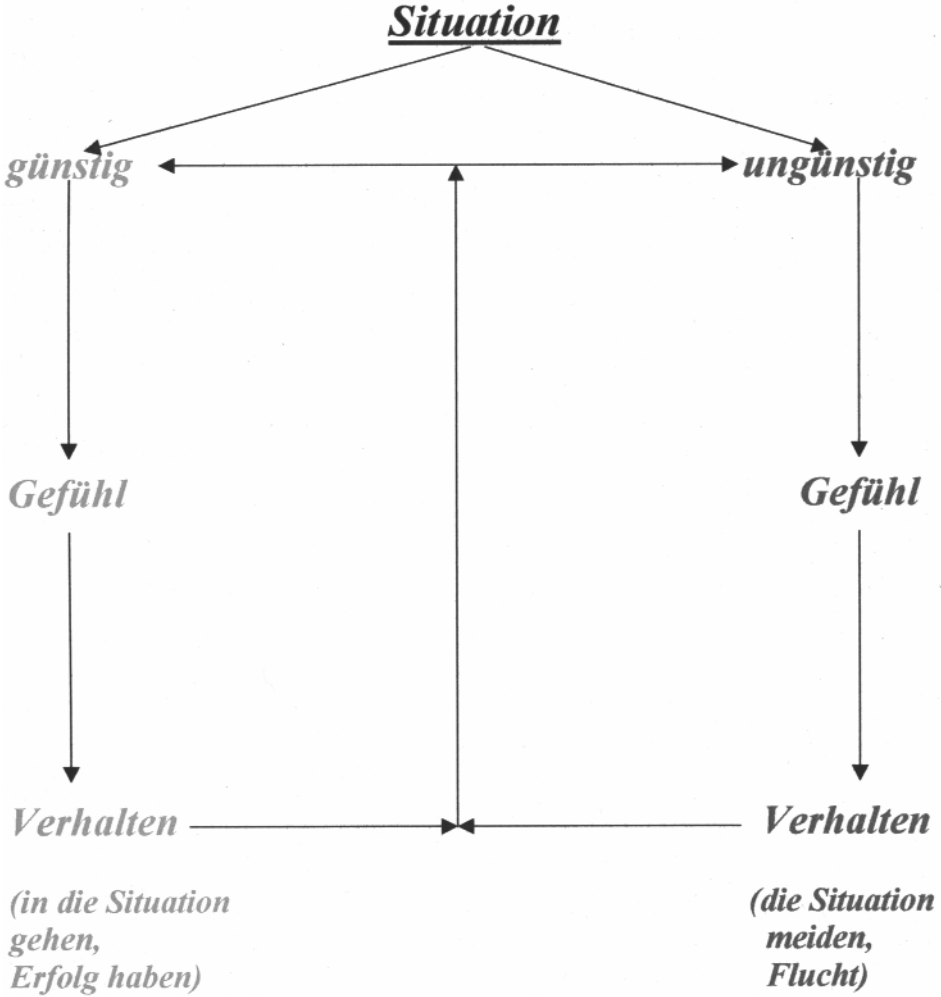 Situation
günstig
ungünstig
Gefühl
Gefühl
Verhalten
Verhalten
(in die Situation
gehen,
Erfolg haben)
(die Situation
meiden,
Flucht)